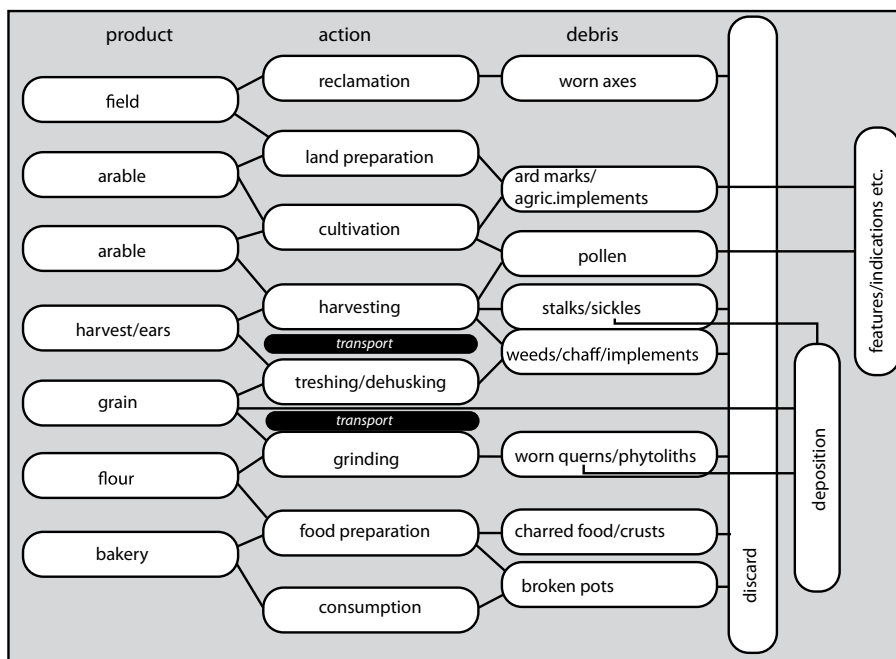 product
action
debris
field
reclamation
worn axes
arable
land preparation
ard marks/
agric.implements
arable
cultivation
pollen
harvest/ears
harvesting
stalks/sickles
transport
weeds/chaff/implements
treshing/dehusking
grain
transport
grinding
worn querns/phytoliths
flour
food preparation
charred food/crusts
bakery
broken pots
consumption
discard
deposition
features/indications etc.